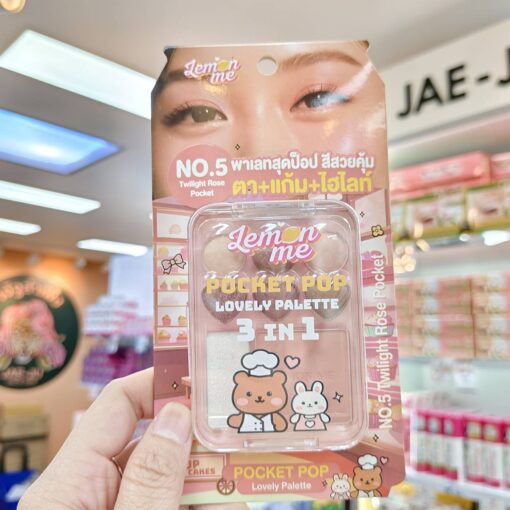 Lemon me
JAE-J
NO.5
Twilight Rose
Pocket
พาเลทสุดป๊อป สีสวยคุ้ม
ตา+แก้ม+ไฮไลท์
Lemon
me
POCKET POP
LOVELY PALETTE
3 IN 1
NO.5 Twilight Rose Pocket
CAKES
POCKET POP
Lovely Palette